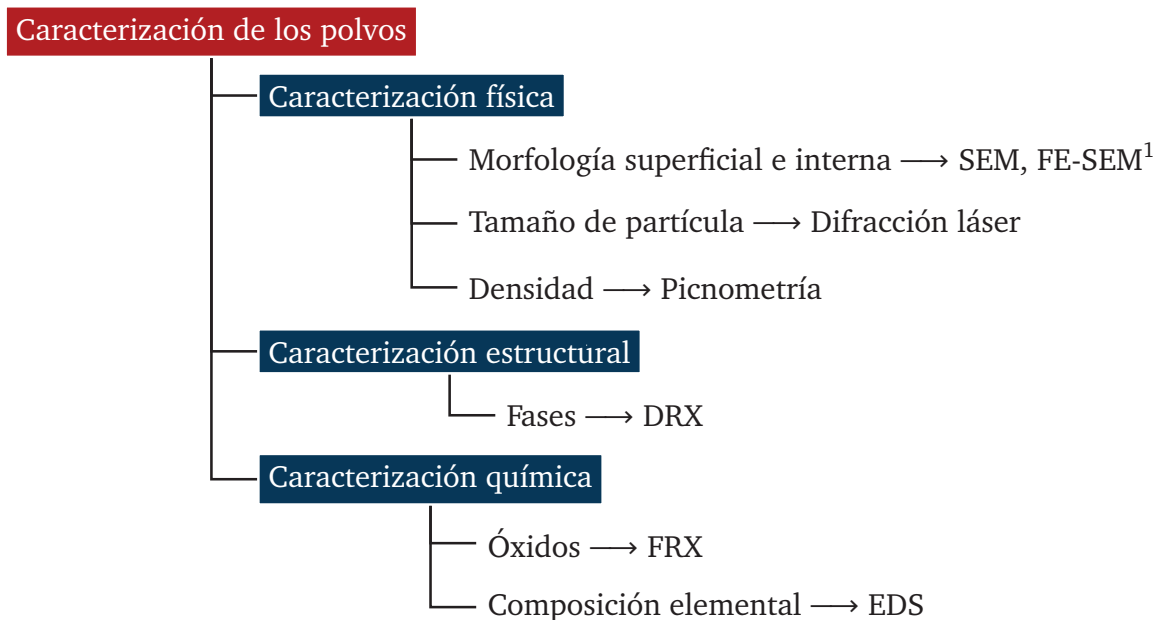 Caracterización de los polvos
Caracterización física
Morfología superficial e interna ⟶ SEM, FE-SEM¹
Tamaño de partícula ⟶ Difracción láser
Densidad ⟶ Picnometría
Caracterización estructural
Fases ⟶ DRX
Caracterización química
Óxidos ⟶ FRX
Composición elemental ⟶ EDS